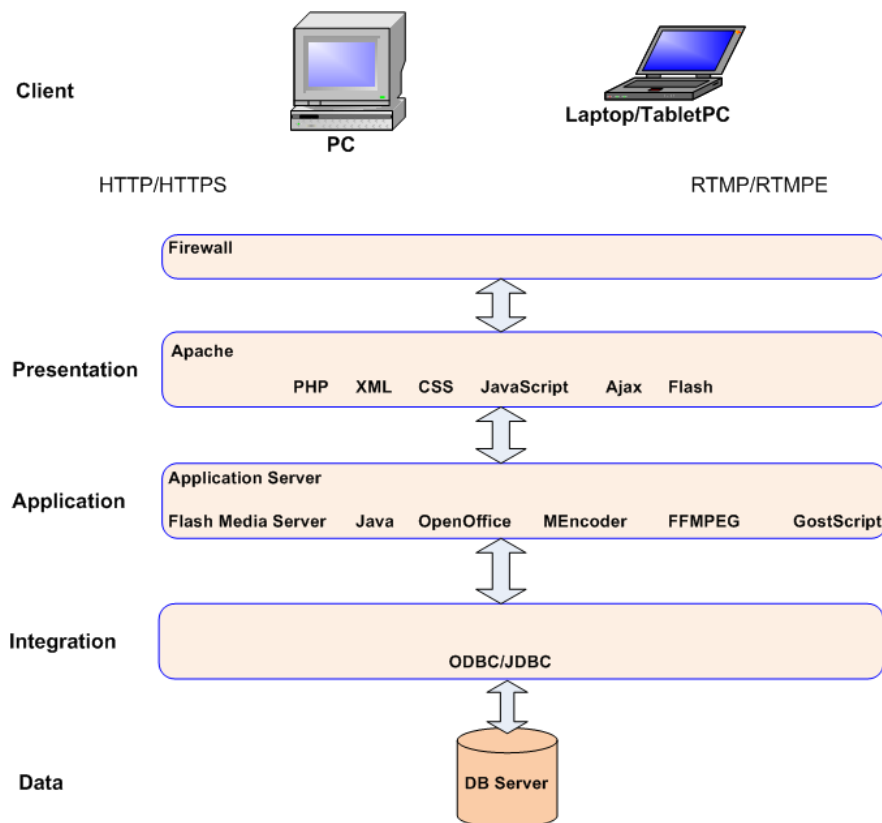 Client
PC
Laptop/TabletPC
HTTP/HTTPS
RTMP/RTMPE
Firewall
Presentation
Apache
PHP XML CSS JavaScript Ajax Flash
Application
Application Server
Flash Media Server Java OpenOffice MEncoder FFMPEG GostScript
Integration
ODBC/JDBC
Data
DB Server